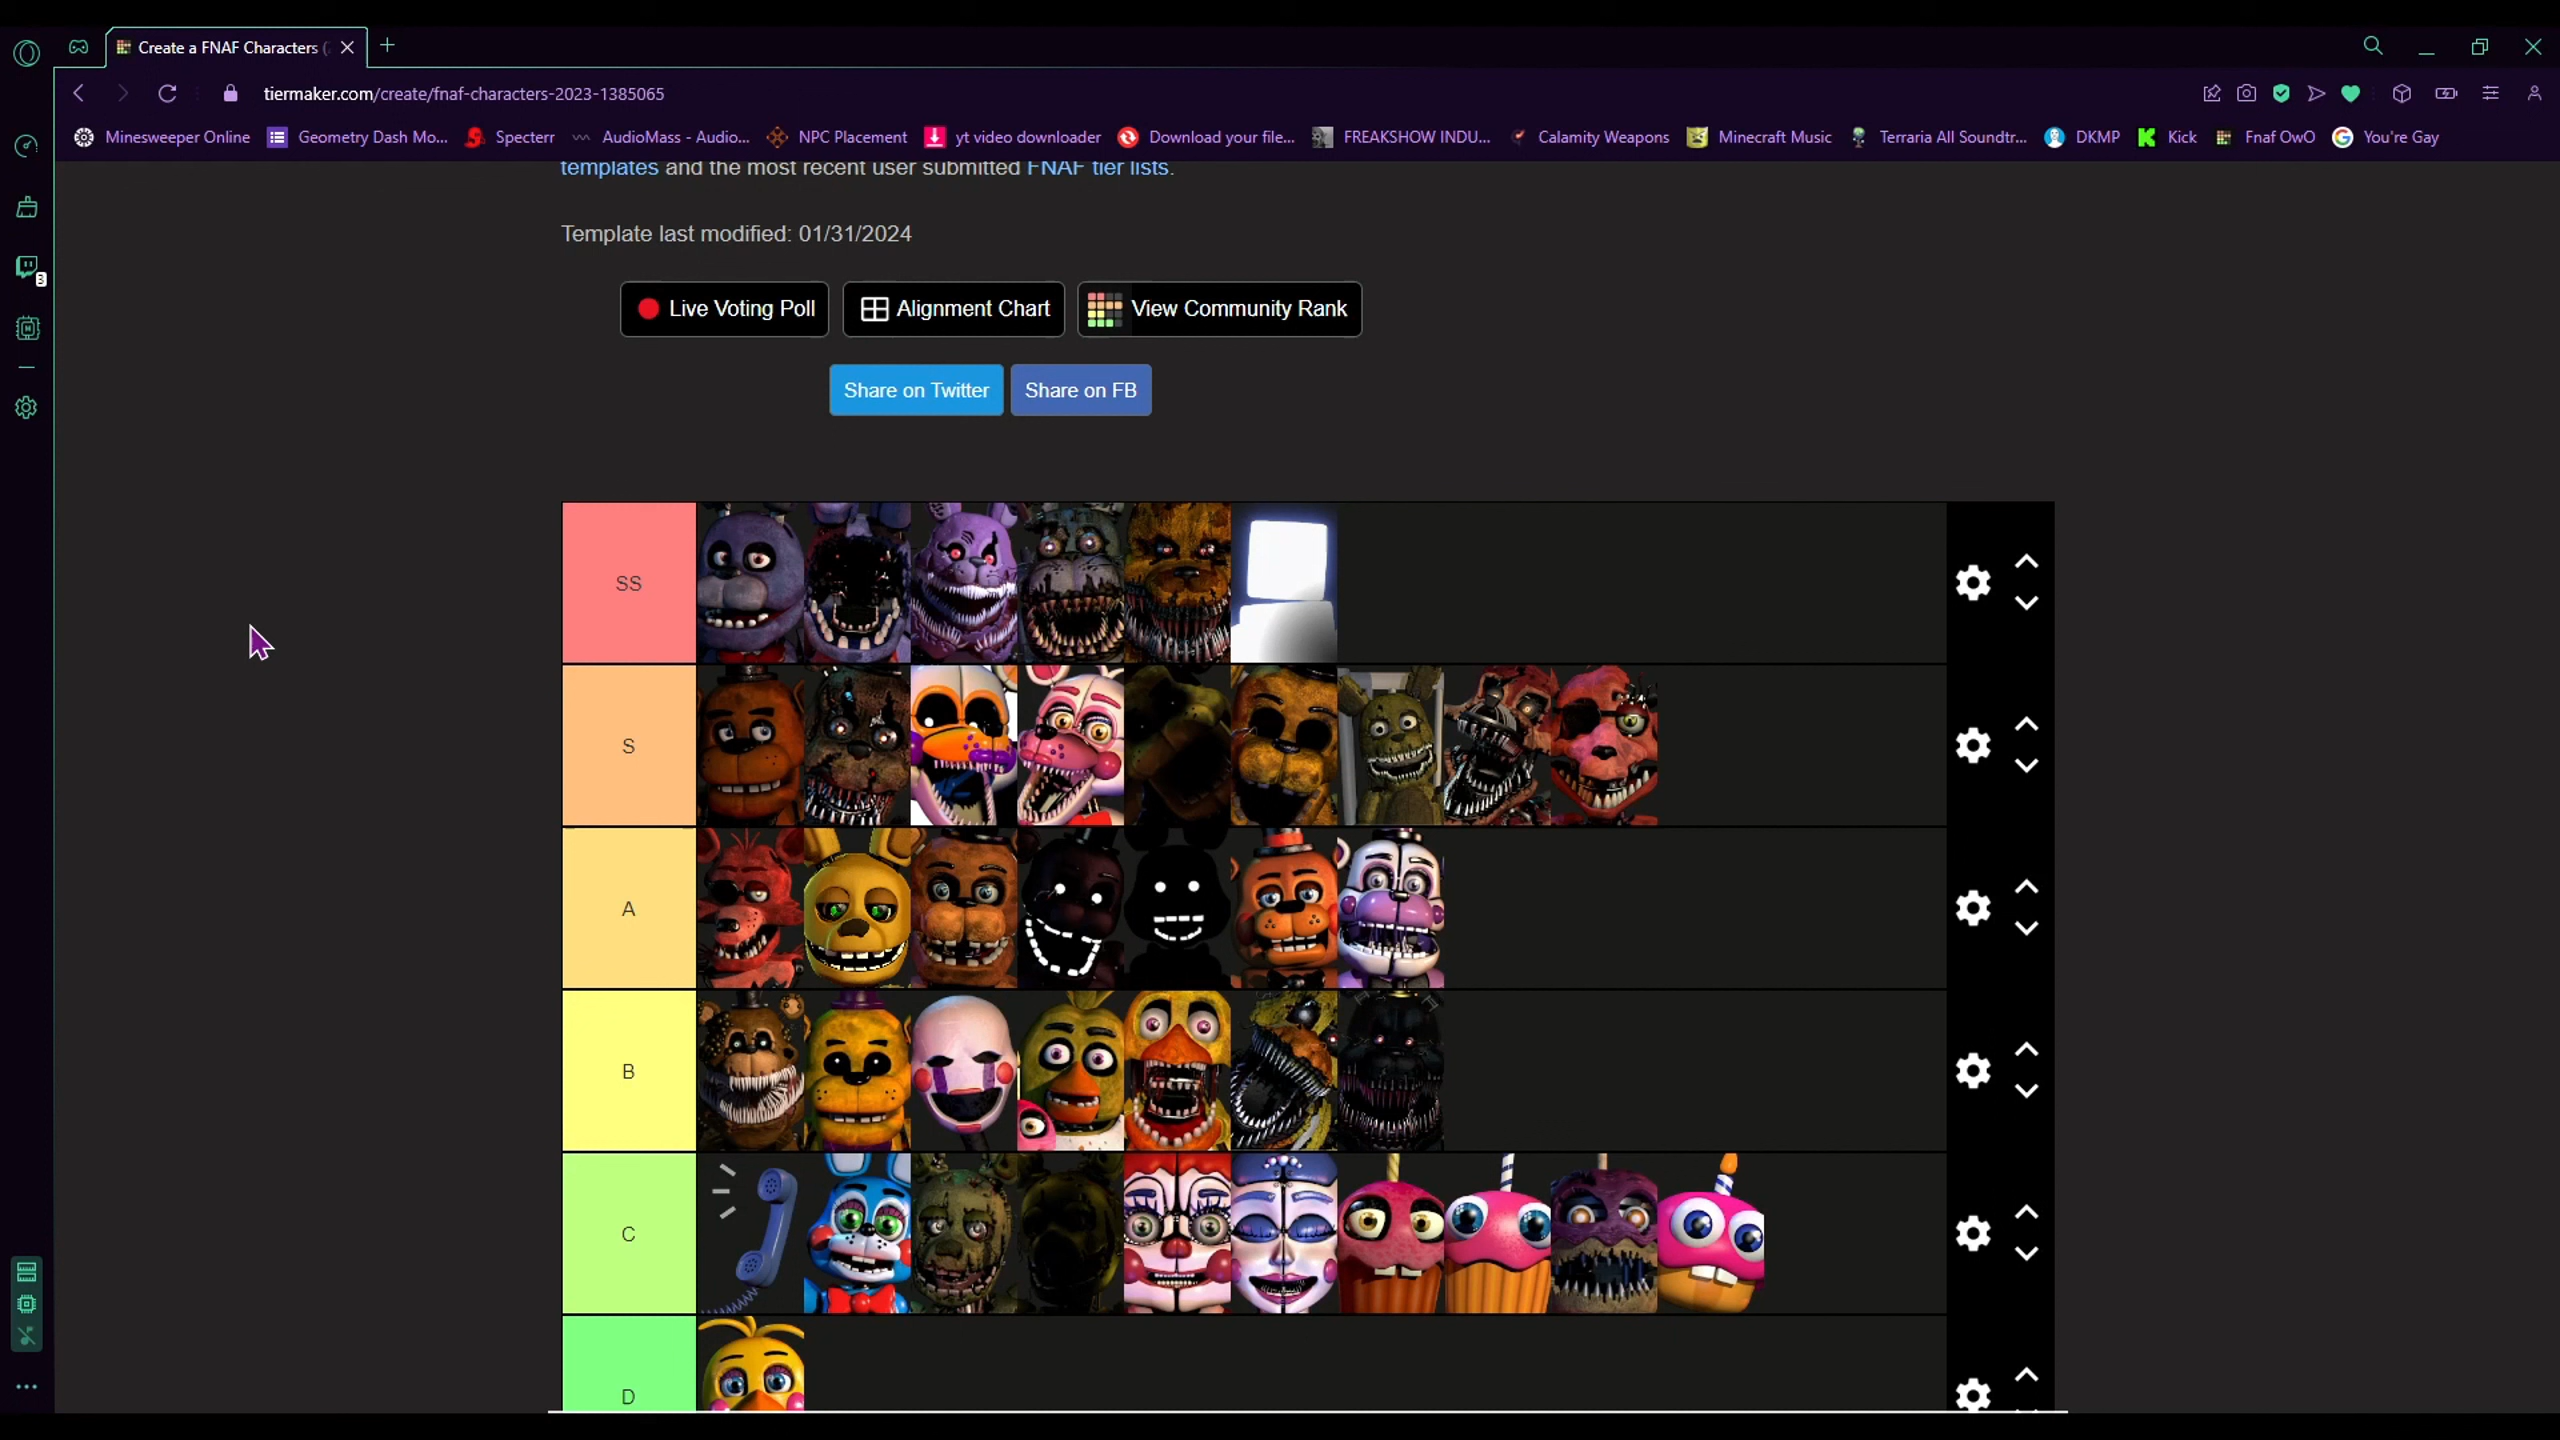 Create a FNAF Characters (
tiermaker.com/create/fnaf-characters-2023-1385065
Minesweeper Online Geometry Dash Mo... Specterr AudioMass - Audio... NPC Placement yt video downloader Download your file... FREAKSHOW INDU... Calamity Weapons Minecraft Music Terraria All Soundtr... DKMP Kick Fnaf OwO You're Gay
templates and the most recent user submitted FNAF tier lists.
Template last modified: 01/31/2024
Live Voting Poll Alignment Chart View Community Rank
Share on Twitter Share on FB
3
SS
S
A
B
C
D